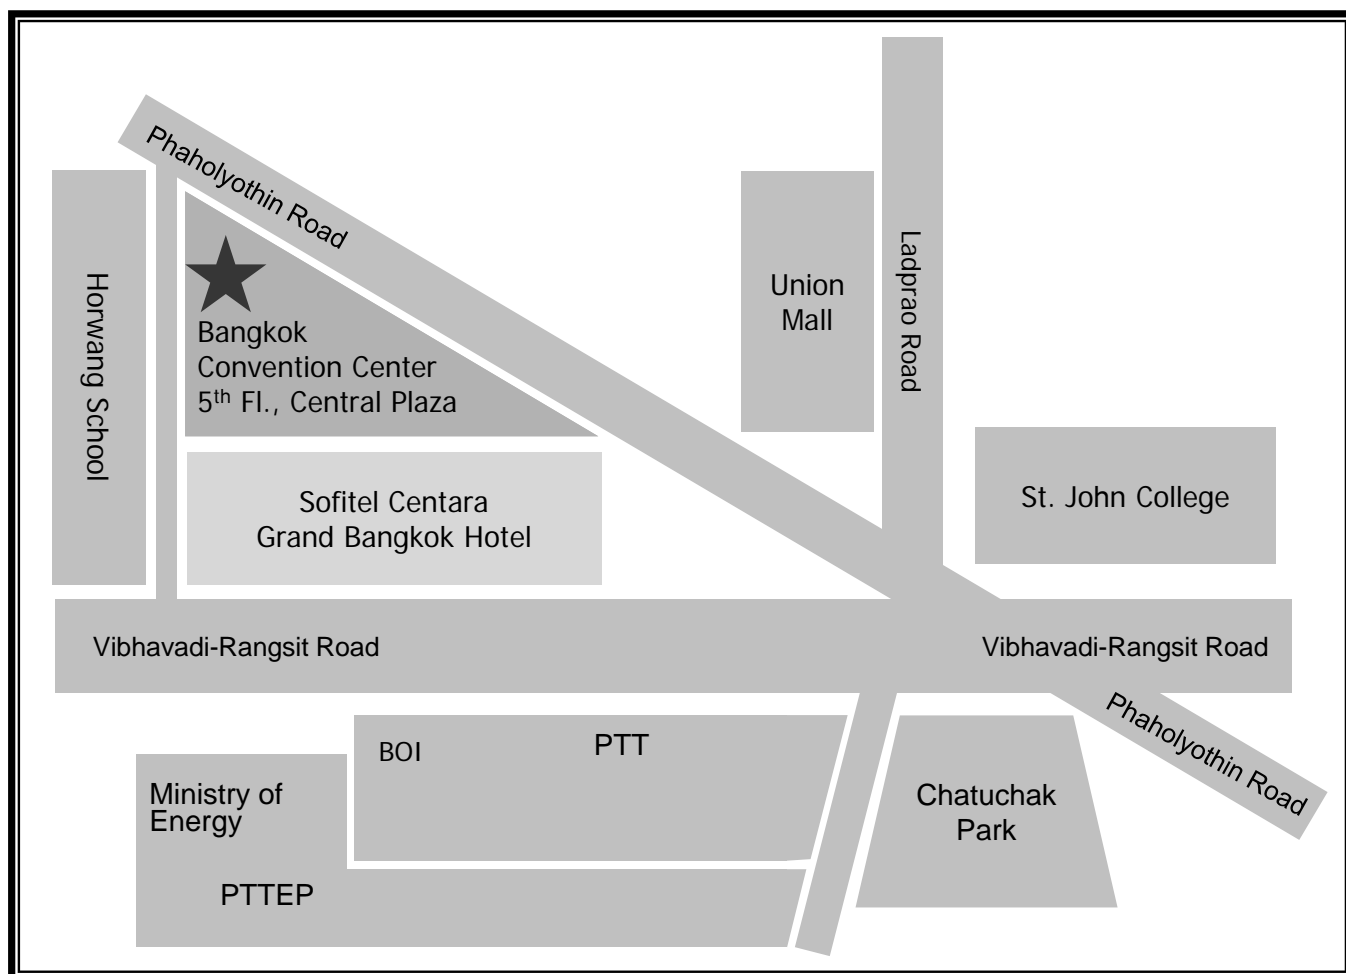 Phaholyothin Road
Horwang School
Bangkok
Convention Center
5th Fl., Central Plaza
Union
Mall
Ladprao Road
Sofitel Centara
Grand Bangkok Hotel
St. John College
Vibhavadi-Rangsit Road
Vibhavadi-Rangsit Road
Phaholyothin Road
BOI
PTT
Ministry of
Energy
PTTEP
Chatuchak
Park